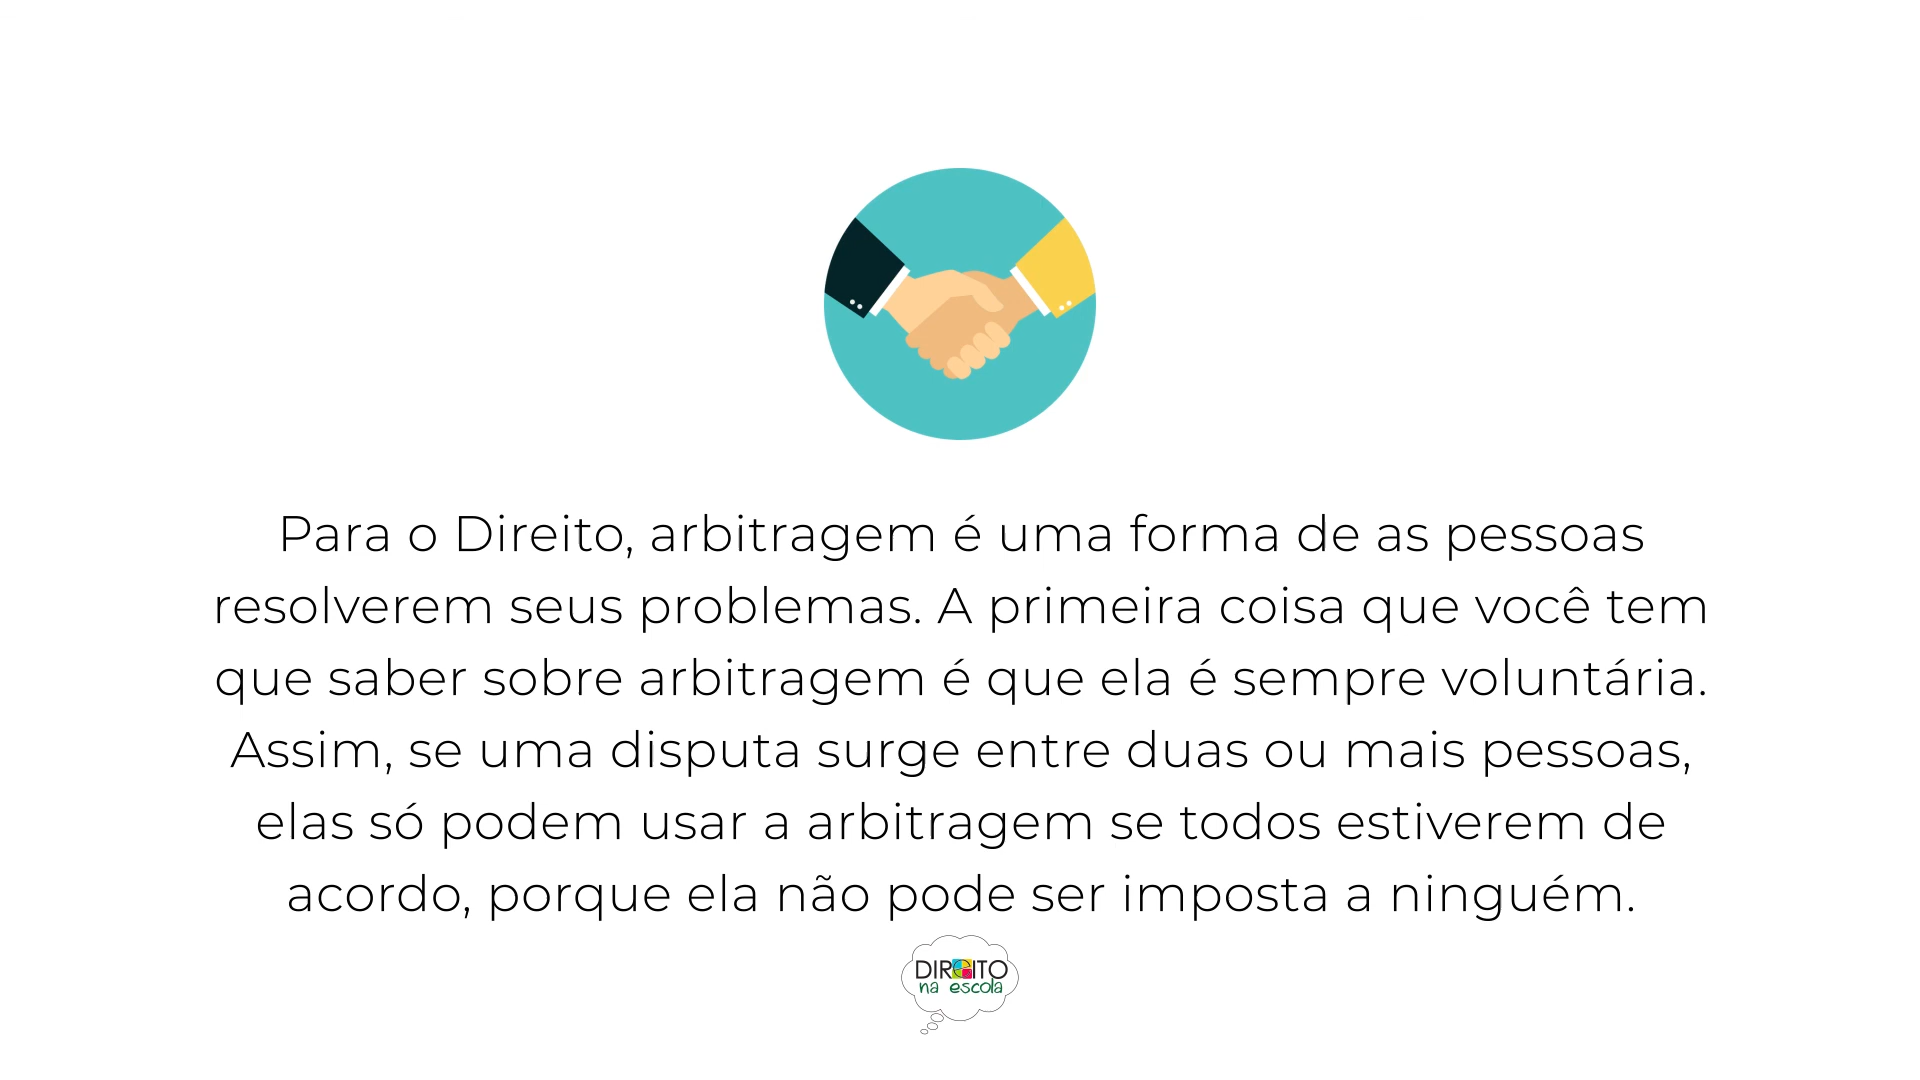 Para o Direito, arbitragem é uma forma de as pessoas
resolverem seus problemas. A primeira coisa que você tem
que saber sobre arbitragem é que ela é sempre voluntária.
Assim, se uma disputa surge entre duas ou mais pessoas,
elas só podem usar a arbitragem se todos estiverem de
acordo, porque ela não pode ser imposta a ninguém.
DIREITO
na escola